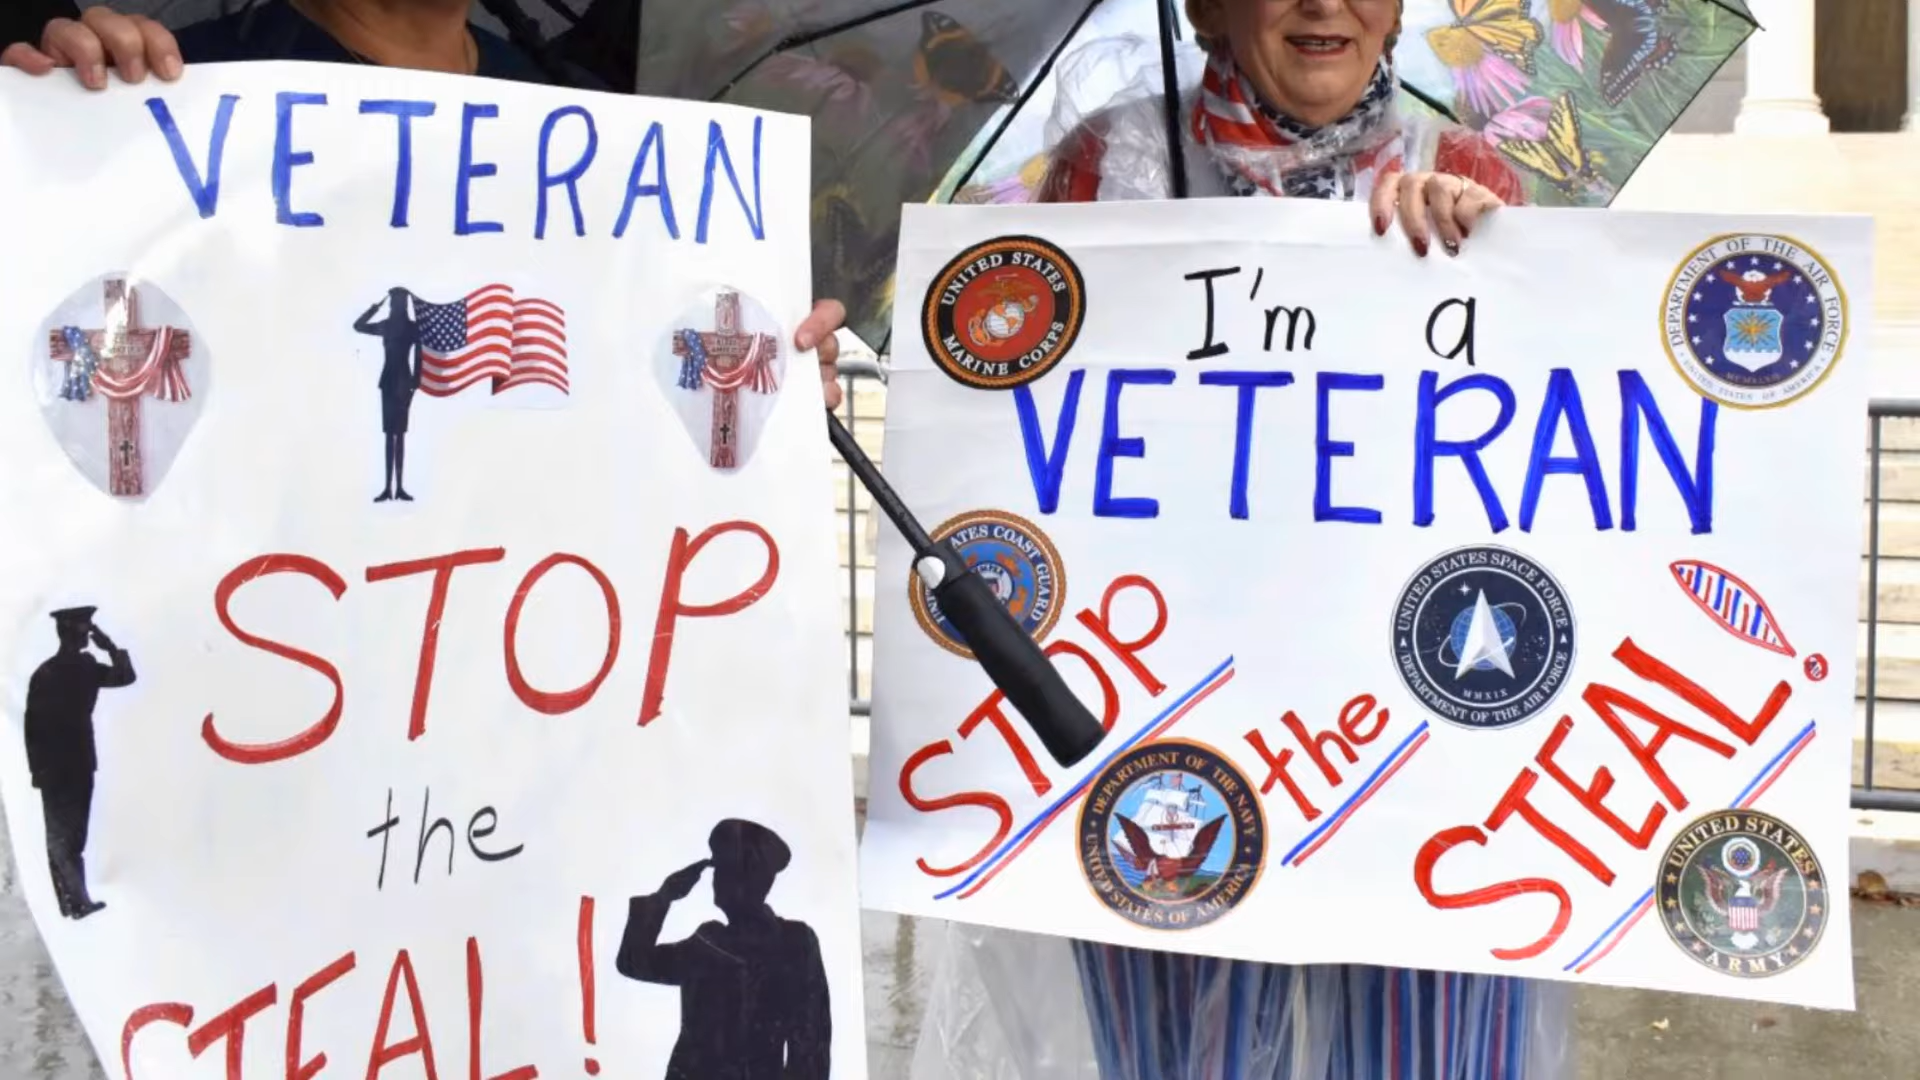 VETERAN
STOP
the
STEAL!
UNITED STATES
MARINE CORPS
DEPARTMENT OF THE AIR FORCE
UNITED STATES OF AMERICA
I'm a
VETERAN
ATES COAST GUARD
UNITED STATES SPACE FORCE
MMXIX
DEPARTMENT OF THE AIR FORCE
STOP the STEAL!
DEPARTMENT OF THE NAVY
UNITED STATES OF AMERICA
UNITED STATES
ARMY